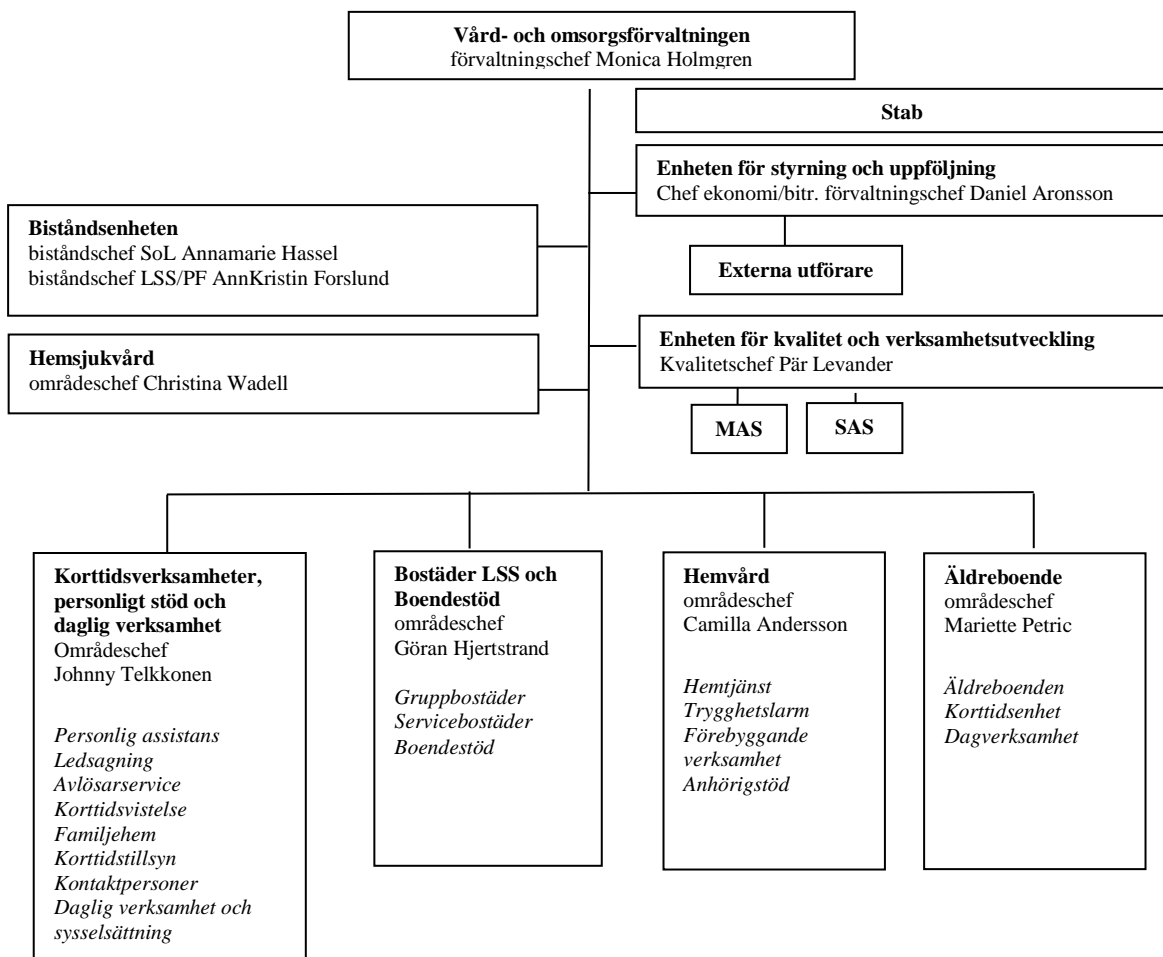 Vård- och omsorgsförvaltningen
förvaltningschef Monica Holmgren
Stab
Enheten för styrning och uppföljning
Chef ekonomi/bitr. förvaltningschef Daniel Aronsson
Biståndsenheten
biståndschef SoL Annamarie Hassel
biståndschef LSS/PF AnnKristin Forslund
Externa utförare
Hemsjukvård
områdeschef Christina Wadell
Enheten för kvalitet och verksamhetsutveckling
Kvalitetschef Pär Levander
MAS
SAS
Korttidsverksamheter,
personligt stöd och
daglig verksamhet
Områdeschef
Johnny Telkkonen
Personlig assistans
Ledsagning
Avlösarservice
Korttidsvistelse
Familjehem
Korttidstillsyn
Kontaktpersoner
Daglig verksamhet och
sysselsättning
Bostäder LSS och
Boendestöd
områdeschef
Göran Hjertstrand
Gruppbostäder
Servicebostäder
Boendestöd
Hemvård
områdeschef
Camilla Andersson
Hemtjänst
Trygghetslarm
Förebyggande
verksamhet
Anhörigstöd
Äldreboende
områdeschef
Mariette Petric
Äldreboenden
Korttidsenhet
Dagverksamhet